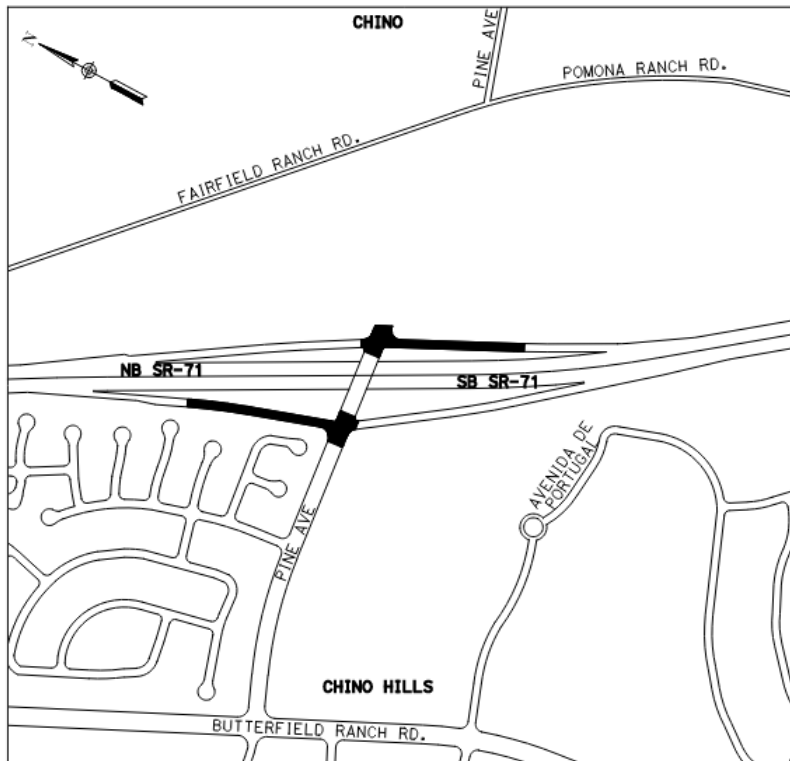 CHINO
N
PINE AVE
POMONA RANCH RD.
FAIRFIELD RANCH RD.
NB SR-71
SB SR-71
AVENIDA DE
PORTUGAL
PINE AVE
CHINO HILLS
BUTTERFIELD RANCH RD.